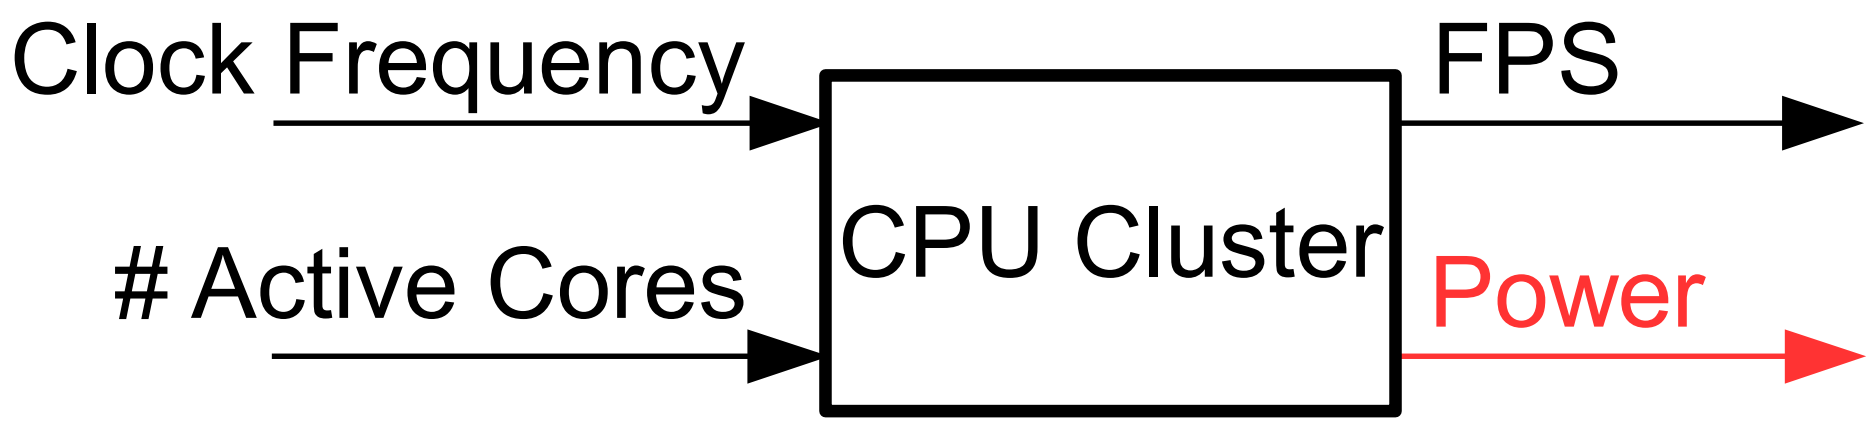 Clock Frequency
FPS
CPU Cluster
# Active Cores
Power